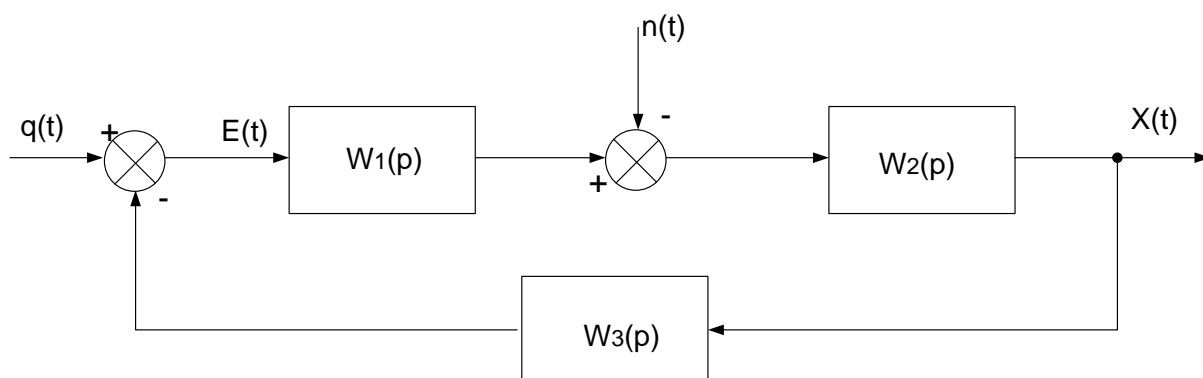 n(t)
q(t)
+
E(t)
W1(p)
-
+
W2(p)
X(t)
-
W3(p)